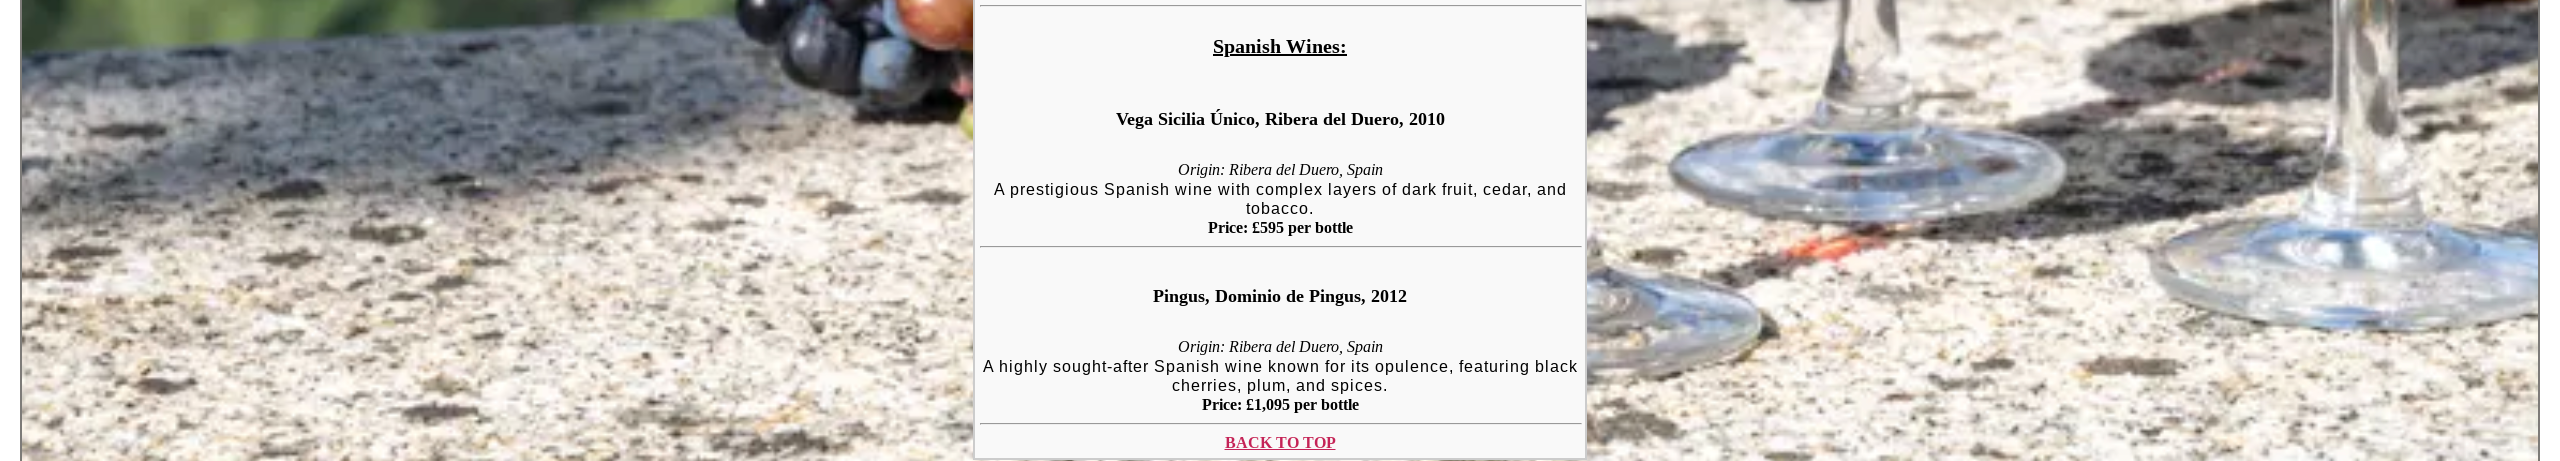 Spanish Wines:
Vega Sicilia Único, Ribera del Duero, 2010
Origin: Ribera del Duero, Spain
A prestigious Spanish wine with complex layers of dark fruit, cedar, and
tobacco.
Price: £595 per bottle
Pingus, Dominio de Pingus, 2012
Origin: Ribera del Duero, Spain
A highly sought-after Spanish wine known for its opulence, featuring black
cherries, plum, and spices.
Price: £1,095 per bottle
BACK TO TOP